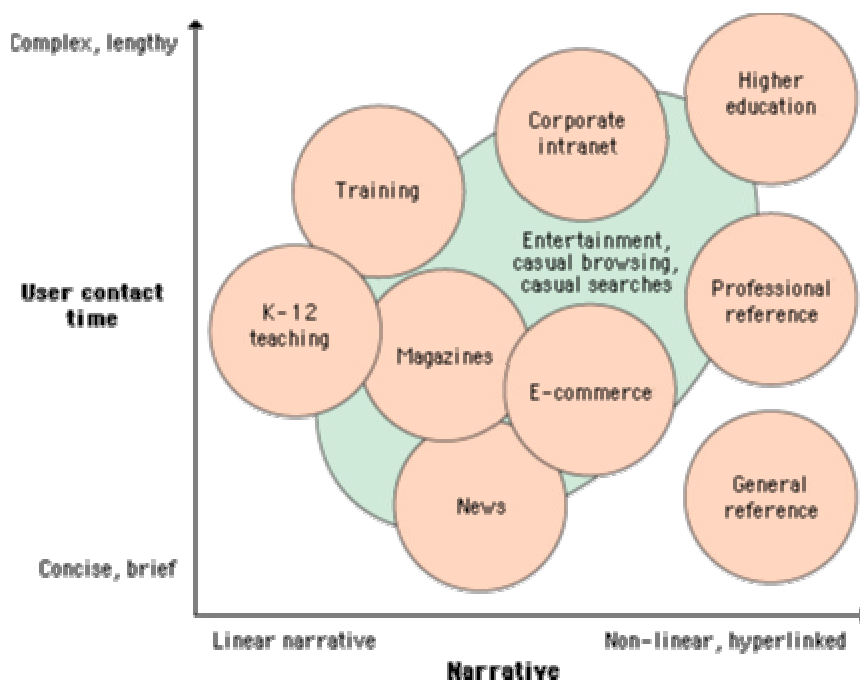 Complex, lengthy
Higher
education
Corporate
intranet
Training
Entertainment,
casual browsing,
casual searches
User contact
time
Professional
reference
K-12
teaching
Magazines
E-commerce
General
reference
News
Concise, brief
Linear narrative
Non-linear, hyperlinked
Narrative